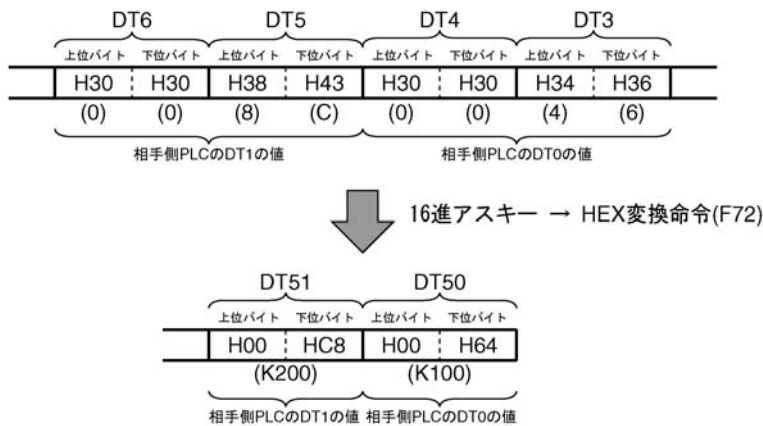 DT6 DT5 DT4 DT3
上位バイト 下位バイト 上位バイト 下位バイト 上位バイト 下位バイト 上位バイト 下位バイト
H30 H30 H38 H43 H30 H30 H34 H36
(0) (0) (8) (C) (0) (0) (4) (6)
相手側PLCのDT1の値 相手側PLCのDT0の値
16進アスキー → HEX変換命令(F72)
DT51 DT50
上位バイト 下位バイト 上位バイト 下位バイト
H00 HC8 H00 H64
(K200) (K100)
相手側PLCのDT1の値 相手側PLCのDT0の値